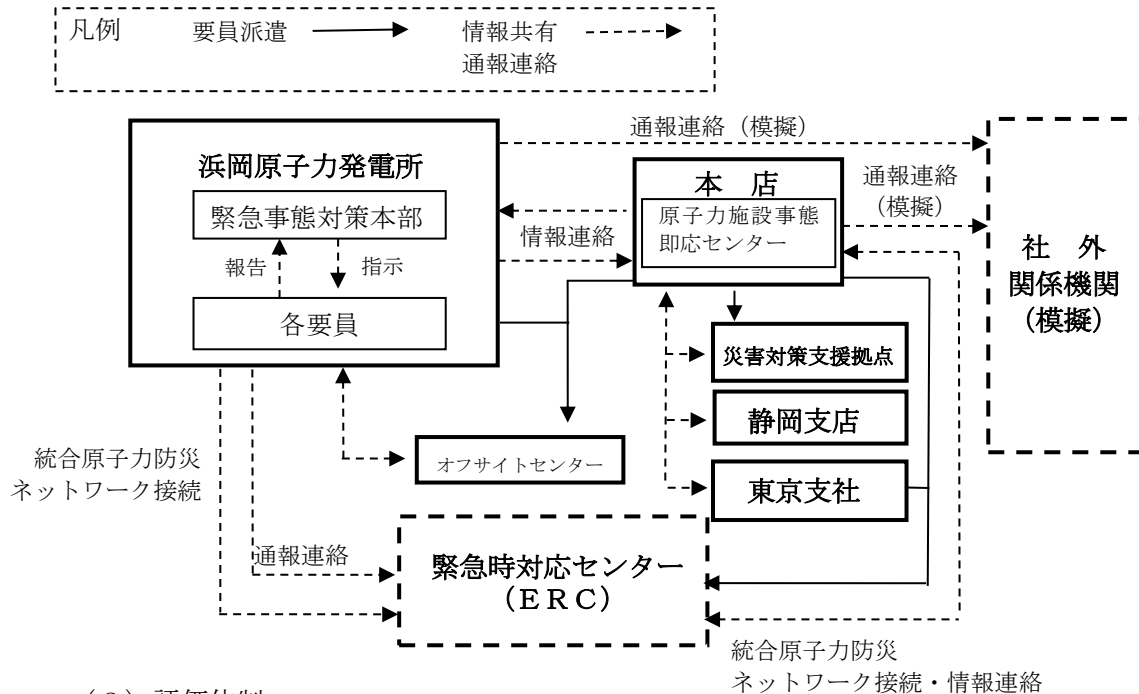 凡例
要員派遣
情報共有
通報連絡
通報連絡（模擬）
浜岡原子力発電所
緊急事態対策本部
報告
指示
各要員
情報連絡
本　店
原子力施設事態
即応センター
通報連絡
（模擬）
社　外
関係機関
（模擬）
災害対策支援拠点
静岡支店
東京支社
オフサイトセンター
統合原子力防災
ネットワーク接続
通報連絡
緊急時対応センター
（ＥＲＣ）
統合原子力防災
ネットワーク接続・情報連絡